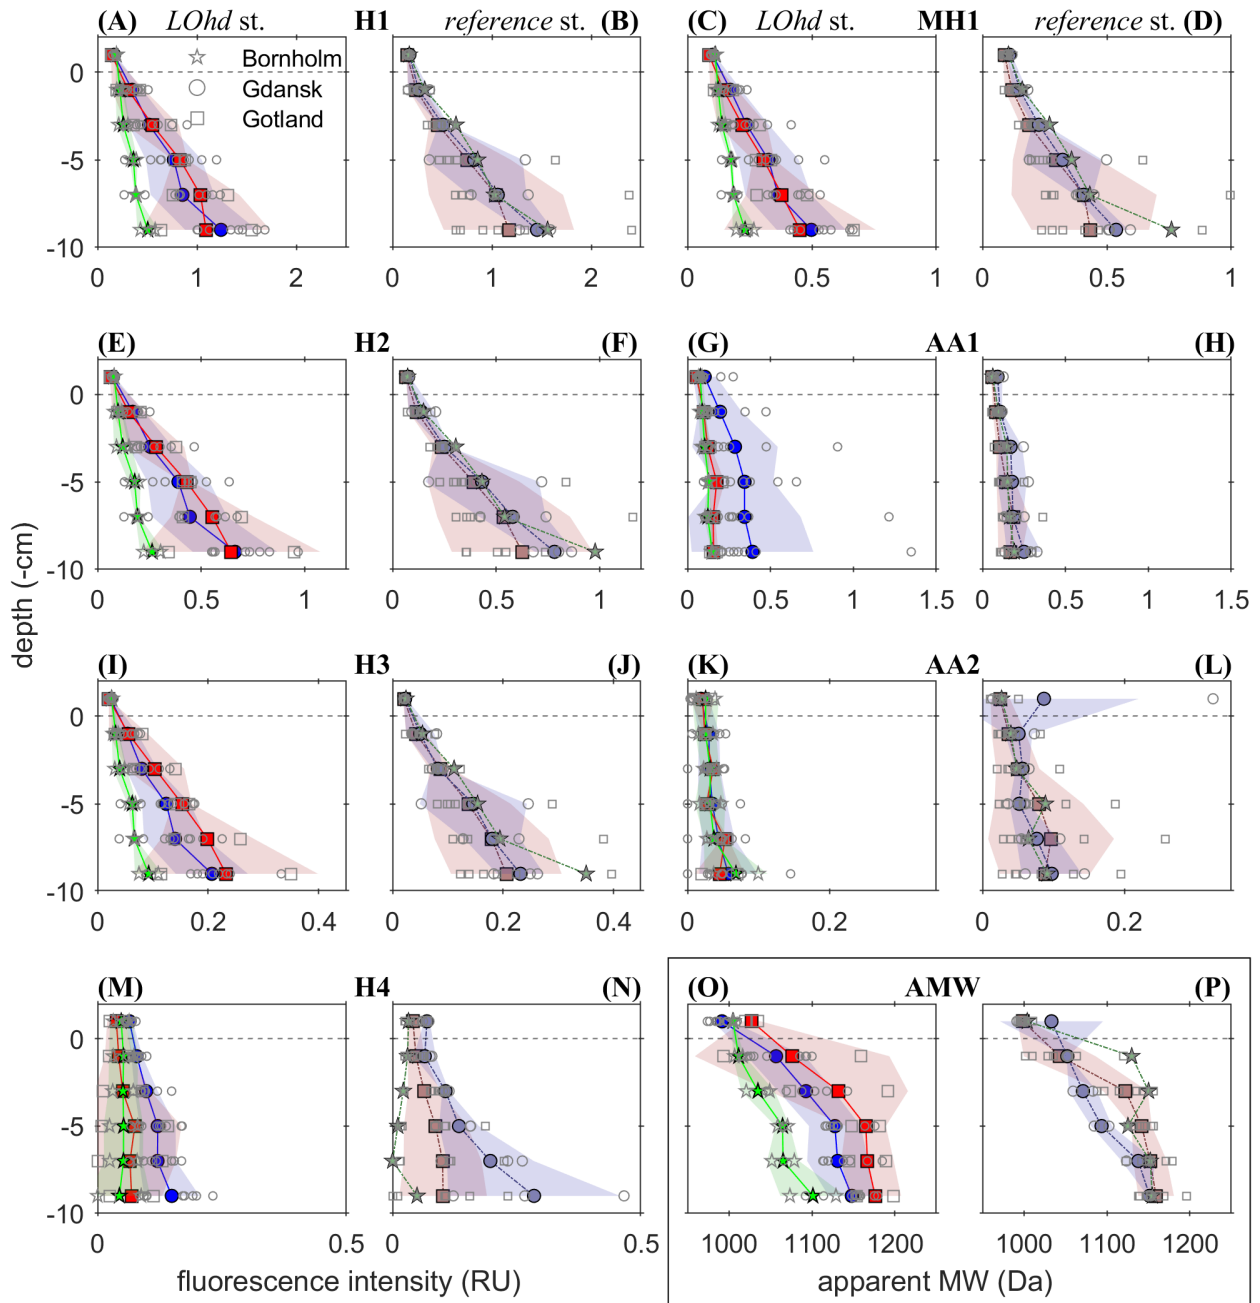 (A) LOhd st. H1 reference st. (B) (C) LOhd st. MH1 reference st. (D)
Bornholm
Gdansk
Gotland
0
-5
-10
0 1 2 0 1 2 0 0.5 1 0 0.5 1
(E) H2 (F) (G) AA1 (H)
0
-5
-10
0 0.5 1 0 0.5 1 0 0.5 1 1.5 0 0.5 1 1.5
depth (-cm)
(I) H3 (J) (K) AA2 (L)
0
-5
-10
0 0.2 0.4 0 0.2 0.4 0 0.2 0 0.2
(M) H4 (N) (O) AMW (P)
0
-5
-10
0 0.5 0 0.5 1000 1100 1200 1000 1100 1200
fluorescence intensity (RU) apparent MW (Da)